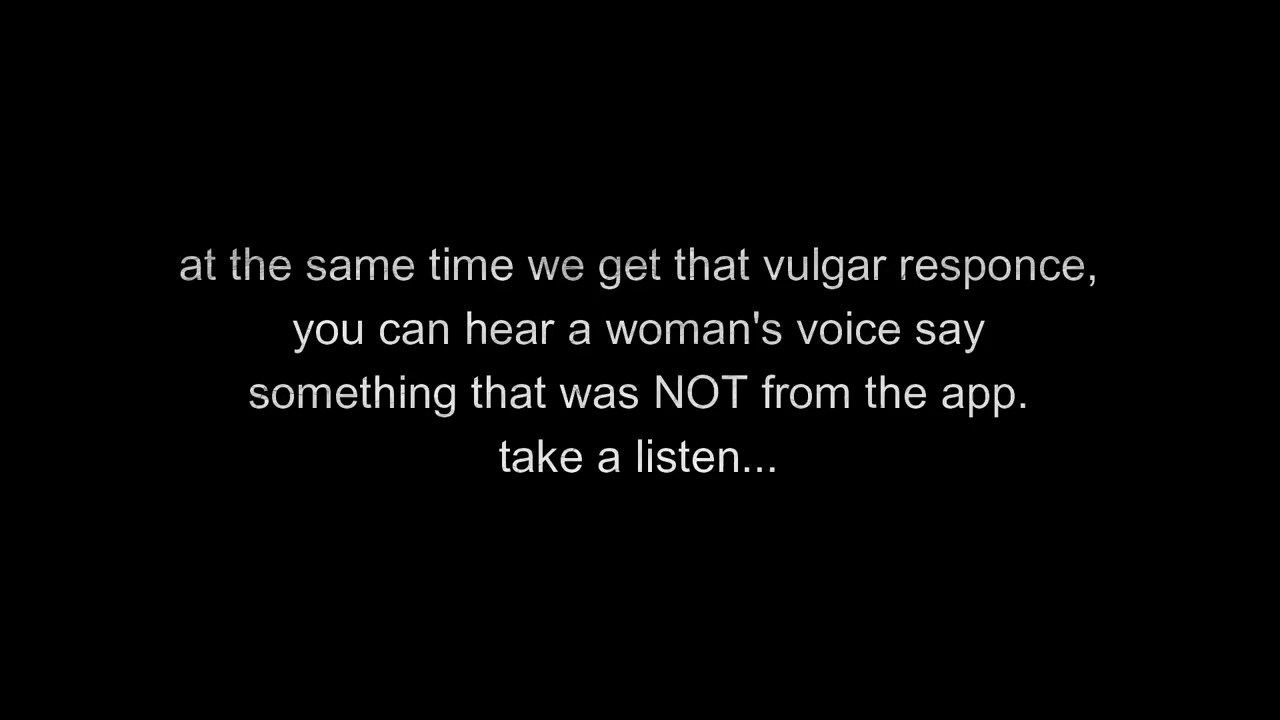 at the same time we get that vulgar responce,
you can hear a woman's voice say
something that was NOT from the app.
take a listen...